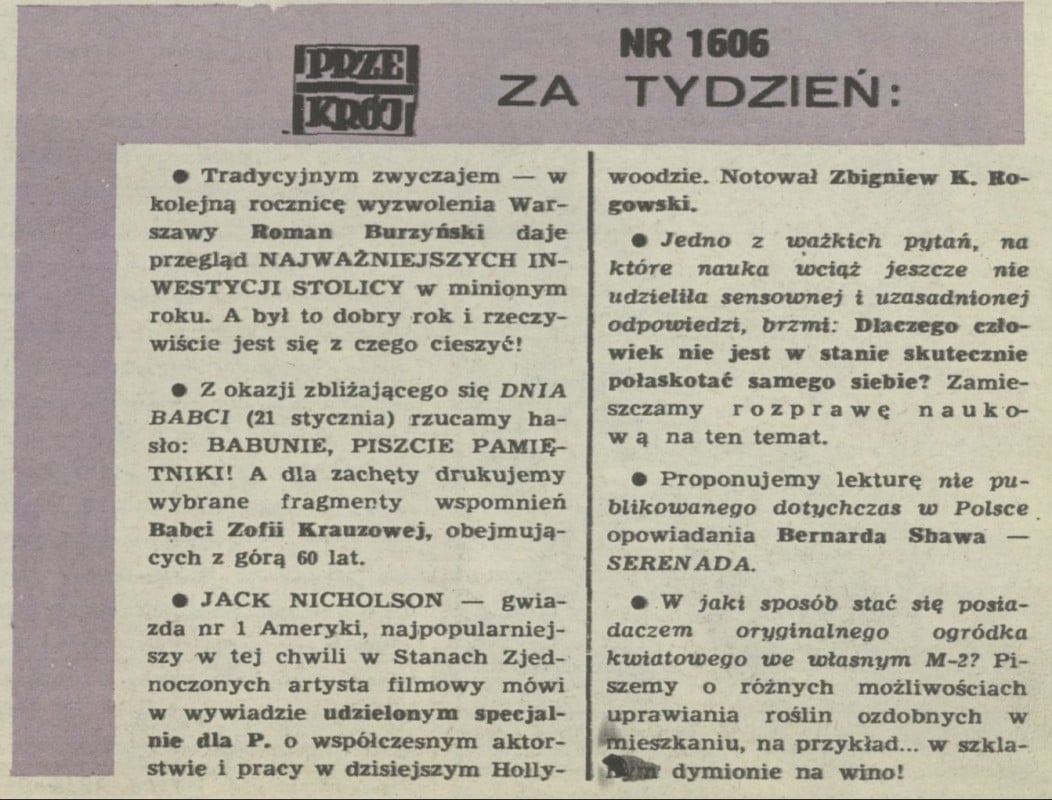 PRZE
KRÓJ
NR 1606
ZA TYDZIEŃ:
● Tradycyjnym zwyczajem — w
kolejną rocznicę wyzwolenia War-
szawy Roman Burzyński daje
przegląd NAJWAŻNIEJSZYCH IN-
WESTYCJI STOLICY w minionym
roku. A był to dobry rok i rzeczy-
wiście jest się z czego cieszyć!
● Z okazji zbliżającego się DNIA
BABCI (21 stycznia) rzucamy ha-
sło: BABUNIE, PISZCIE PAMIĘ-
TNIKI! A dla zachęty drukujemy
wybrane fragmenty wspomnień
Babci Zofii Krauzowej, obejmują-
cych z górą 60 lat.
● JACK NICHOLSON — gwia-
zda nr 1 Ameryki, najpopularniej-
szy w tej chwili w Stanach Zjed-
noczonych artysta filmowy mówi
w wywiadzie udzielonym specjal-
nie dla P. o współczesnym aktor-
stwie i pracy w dzisiejszym Holly-
woodzie. Notował Zbigniew K. Ro-
gowski.
● Jedno z ważkich pytań, na
które nauka wciąż jeszcze nie
udzieliła sensownej i uzasadnionej
odpowiedzi, brzmi: Dlaczego czło-
wiek nie jest w stanie skutecznie
połaskotać samego siebie? Zamie-
szczamy rozprawę nauko-
wą na ten temat.
● Proponujemy lekturę nie pu-
blikowanego dotychczas w Polsce
opowiadania Bernarda Shawa —
SERENADA.
● W jaki sposób stać się posia-
daczem oryginalnego ogródka
kwiatowego we własnym M-2? Pi-
szemy o różnych możliwościach
uprawiania roślin ozdobnych w
mieszkaniu, na przykład... w szkla-
nym dymionie na wino!